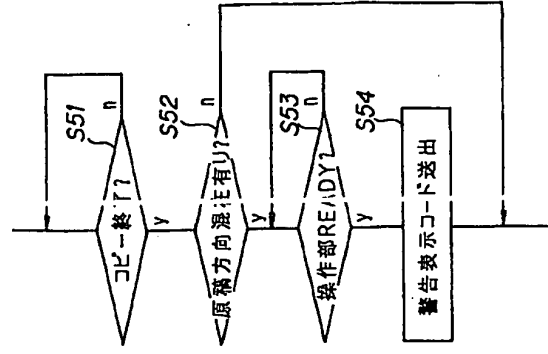 コピー終了?
S51
n
y
原稿方向混在有り?
S52
n
y
操作部READY?
S53
n
y
警告表示コード送出
S54